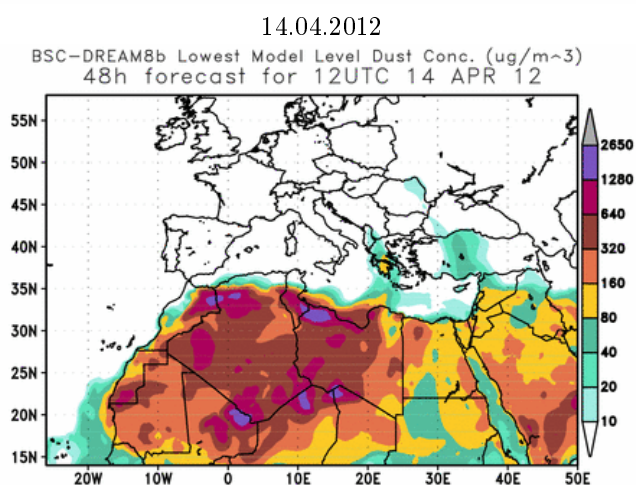 14.04.2012
BSC-DREAM8b Lowest Model Level Dust Conc. (ug/m^3)
48h forecast for 12UTC 14 APR 12
55N
50N
45N
40N
35N
30N
25N
20N
15N
20W 10W 0 10E 20E 30E 40E 50E
2650
1280
640
320
160
80
40
20
10